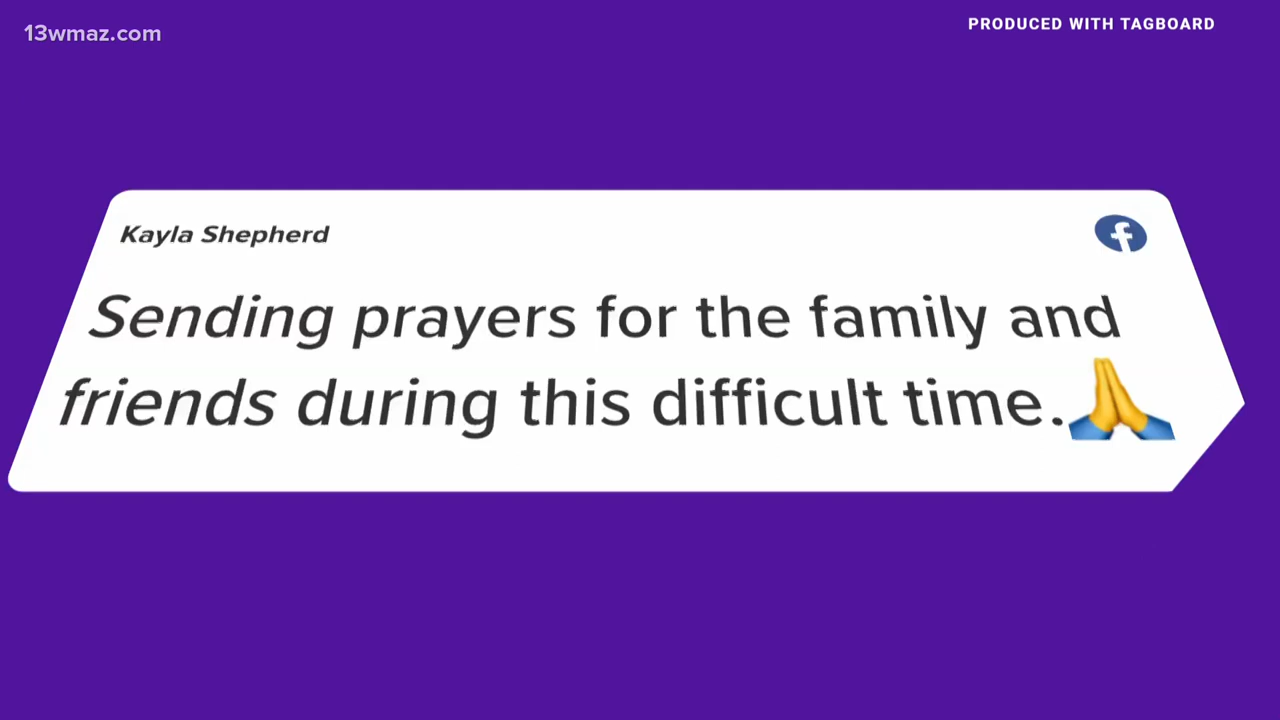 13wmaz.com
PRODUCED WITH TAGBOARD
Kayla Shepherd
Sending prayers for the family and
friends during this difficult time.🙏